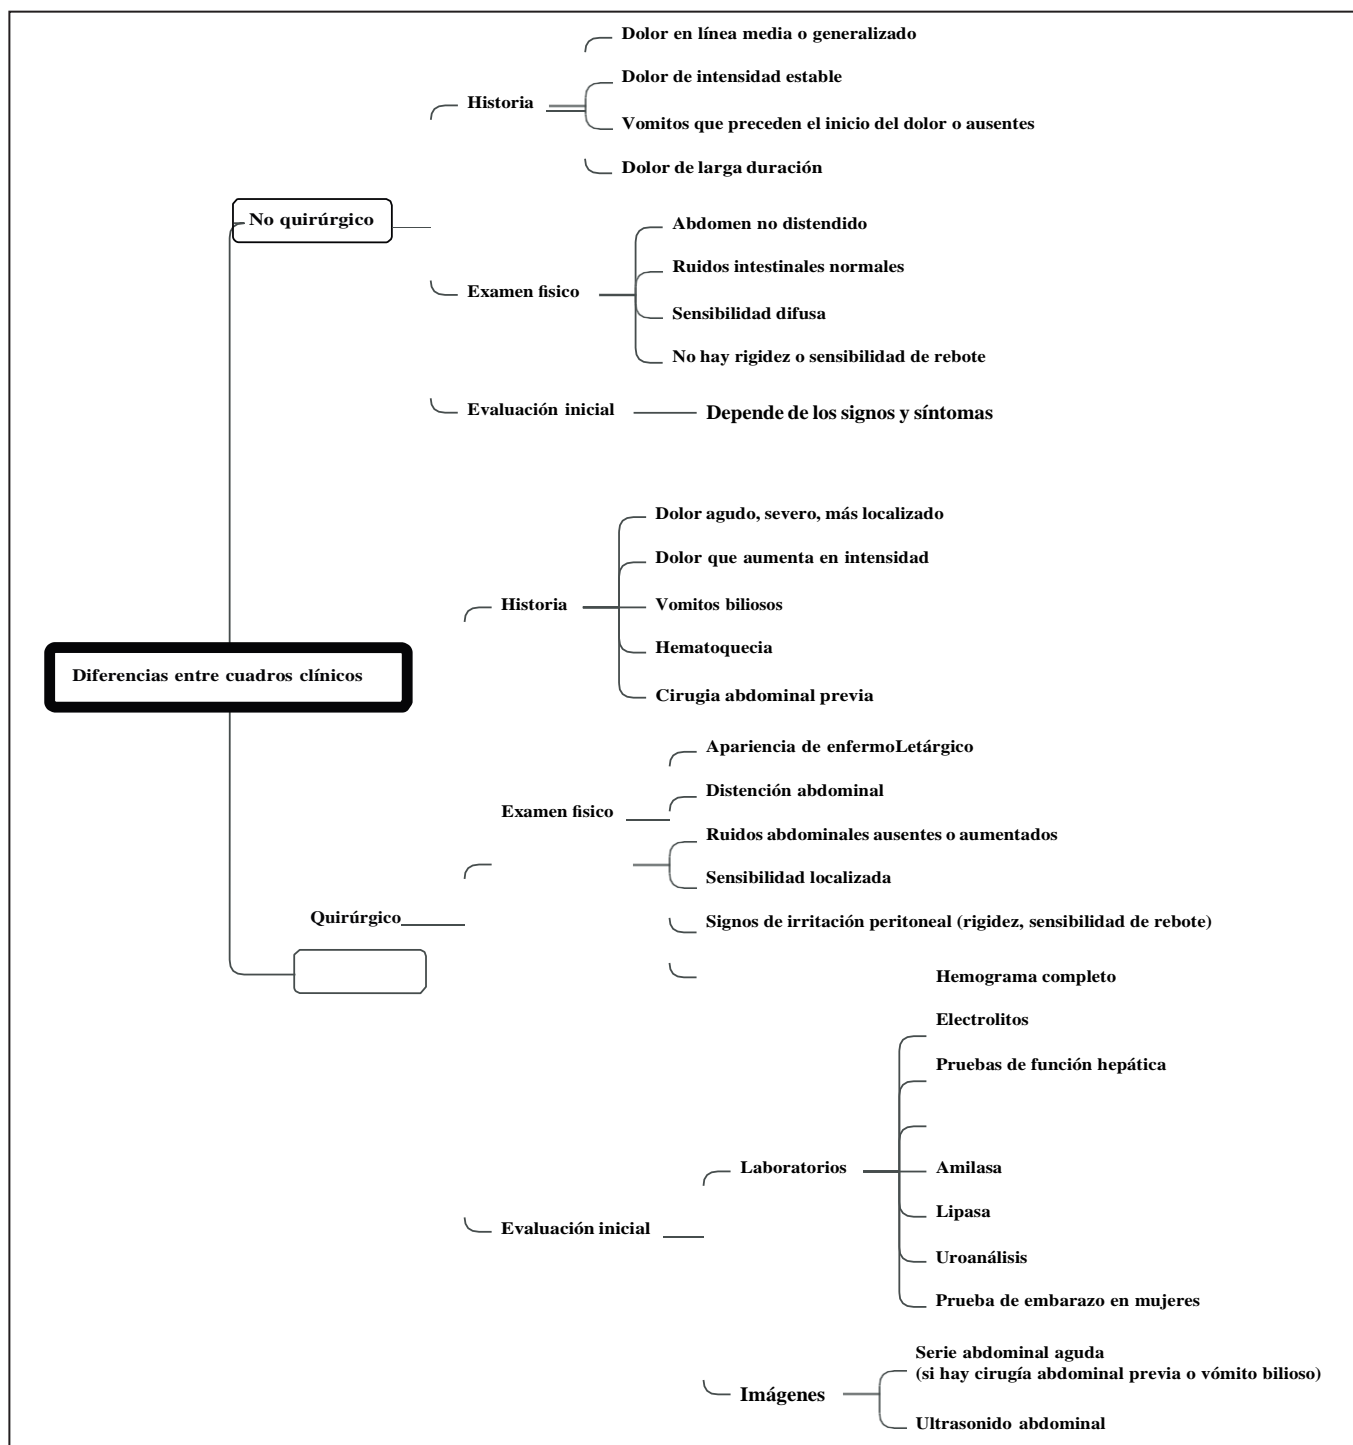 Dolor en línea media o generalizado
Dolor de intensidad estable
Historia
Vomitos que preceden el inicio del dolor o ausentes
Dolor de larga duración
No quirúrgico
Abdomen no distendido
Ruidos intestinales normales
Examen fisico
Sensibilidad difusa
No hay rigidez o sensibilidad de rebote
Evaluación inicial
Depende de los signos y síntomas
Dolor agudo, severo, más localizado
Dolor que aumenta en intensidad
Historia
Vomitos biliosos
Hematoquecia
Diferencias entre cuadros clínicos
Cirugia abdominal previa
Apariencia de enfermoLetárgico
Distención abdominal
Examen fisico
Ruidos abdominales ausentes o aumentados
Sensibilidad localizada
Quirúrgico
Signos de irritación peritoneal (rigidez, sensibilidad de rebote)
Hemograma completo
Electrolitos
Pruebas de función hepática
Laboratorios
Amilasa
Lipasa
Evaluación inicial
Uroanálisis
Prueba de embarazo en mujeres
Serie abdominal aguda
(si hay cirugía abdominal previa o vómito bilioso)
Imágenes
Ultrasonido abdominal